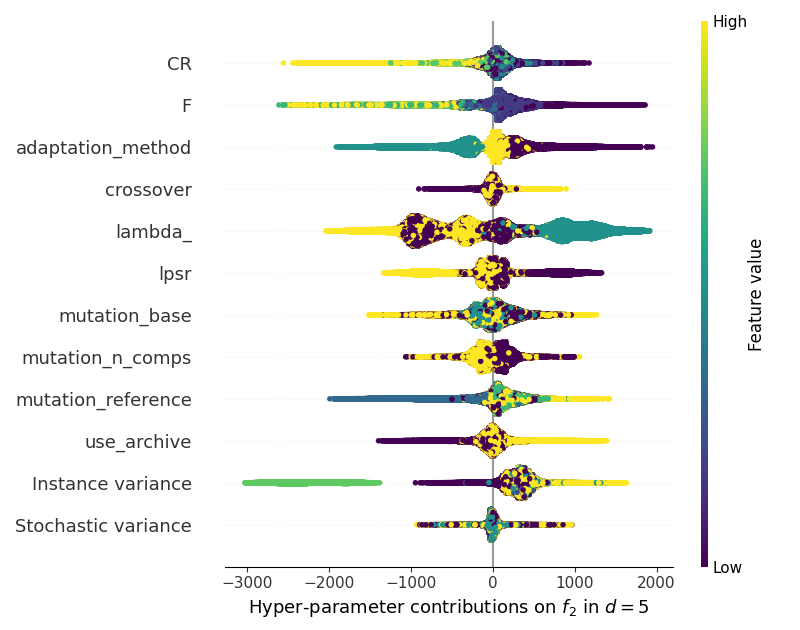 High
CR
F
adaptation_method
crossover
lambda_
lpsr
mutation_base
mutation_n_comps
mutation_reference
use_archive
Instance variance
Stochastic variance
Feature value
Low
−3000 −2000 −1000 0 1000 2000
Hyper-parameter contributions on f₂ in d = 5